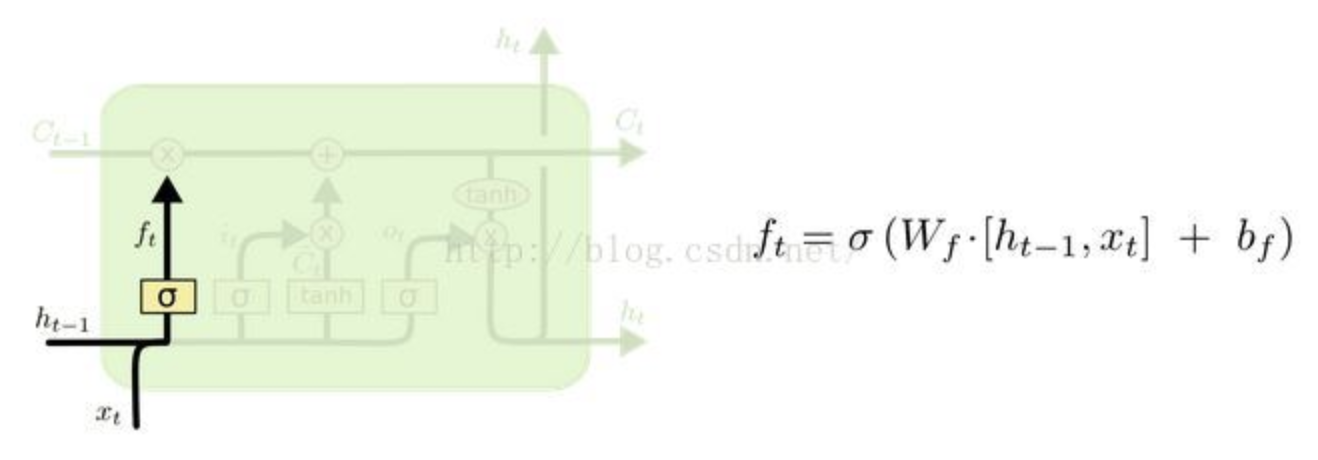 h_t
C_{t-1}
C_t
×
+
tanh
f_t
i_t
×
o_t
×
C̃_t
σ
σ
tanh
σ
h_{t-1}
h_t
x_t
http://blog.csdn.net/
f_t = σ (W_f · [h_{t-1}, x_t] + b_f)